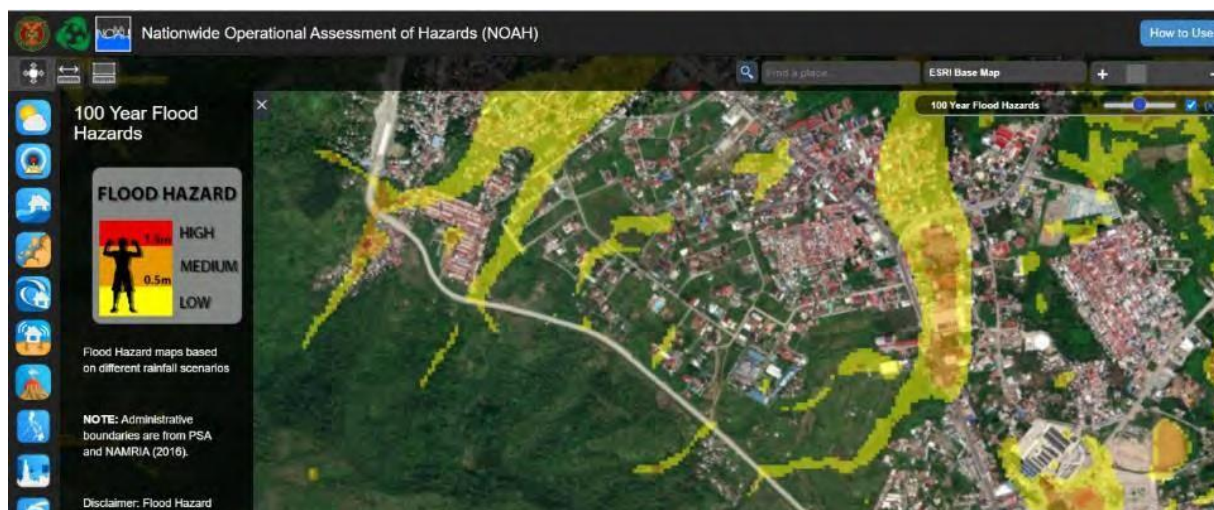 NOAH
Nationwide Operational Assessment of Hazards (NOAH)
How to Use
Find a place...
ESRI Base Map
+
-
100 Year Flood
Hazards
×
100 Year Flood Hazards
FLOOD HAZARD
HIGH
MEDIUM
0.5m
LOW
Flood Hazard maps based
on different rainfall scenarios
NOTE: Administrative
boundaries are from PSA
and NAMRIA (2016).
Disclaimer: Flood Hazard